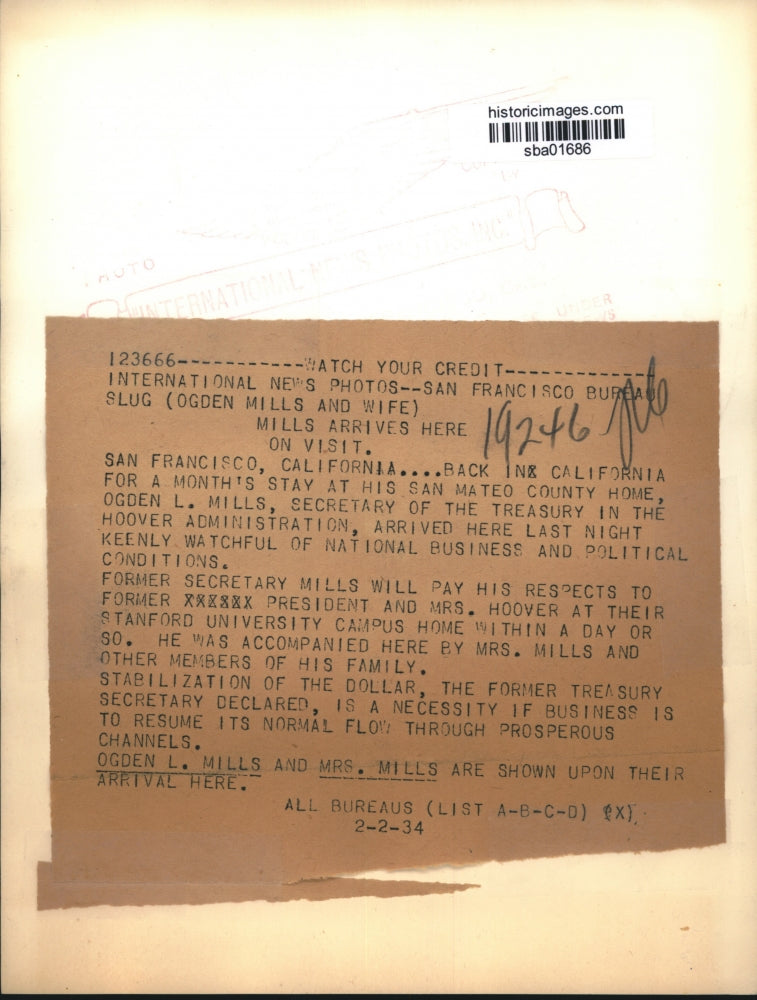 historicimages.com
sba01686
AUTO
INTERNATIONAL NEWS INC.
UNDER
123666-----------WATCH YOUR CREDIT-------------
INTERNATIONAL NEWS PHOTOS--SAN FRANCISCO BUREAU
SLUG (OGDEN MILLS AND WIFE)
19246
MILLS ARRIVES HERE
ON VISIT.
SAN FRANCISCO, CALIFORNIA....BACK INX CALIFORNIA
FOR A MONTH'S STAY AT HIS SAN MATEO COUNTY HOME,
OGDEN L. MILLS, SECRETARY OF THE TREASURY IN THE
HOOVER ADMINISTRATION, ARRIVED HERE LAST NIGHT
KEENLY WATCHFUL OF NATIONAL BUSINESS AND POLITICAL
CONDITIONS.
FORMER SECRETARY MILLS WILL PAY HIS RESPECTS TO
FORMER XXXXXX PRESIDENT AND MRS. HOOVER AT THEIR
STANFORD UNIVERSITY CAMPUS HOME WITHIN A DAY OR
SO. HE WAS ACCOMPANIED HERE BY MRS. MILLS AND
OTHER MEMBERS OF HIS FAMILY.
STABILIZATION OF THE DOLLAR, THE FORMER TREASURY
SECRETARY DECLARED, IS A NECESSITY IF BUSINESS IS
TO RESUME ITS NORMAL FLOW THROUGH PROSPEROUS
CHANNELS.
OGDEN L. MILLS AND MRS. MILLS ARE SHOWN UPON THEIR
ARRIVAL HERE.
ALL BUREAUS (LIST A-B-C-D) (X)
2-2-34